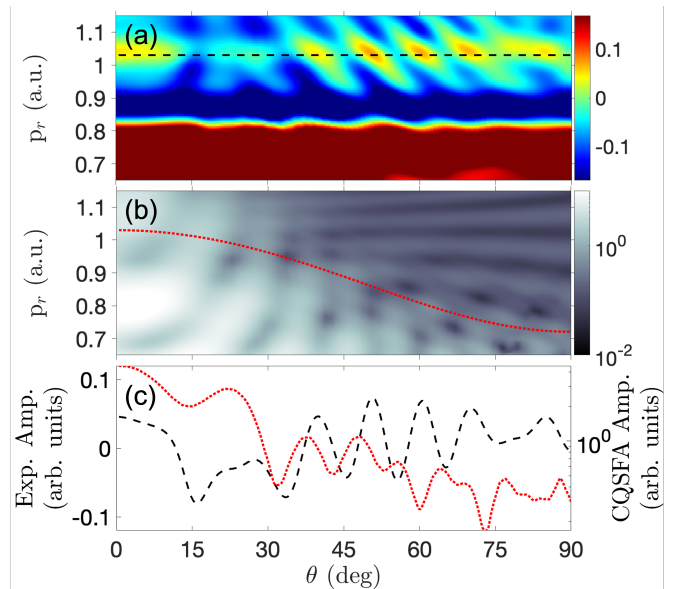 (a)
1.1
1
0.9
0.8
0.7
p_r (a.u.)
0.1
0
-0.1
(b)
1.1
1
0.9
0.8
0.7
p_r (a.u.)
10^0
10^-2
(c)
0.1
0
-0.1
Exp. Amp.
(arb. units)
10^0
CQSFA Amp.
(arb. units)
0 15 30 45 60 75 90
θ (deg)